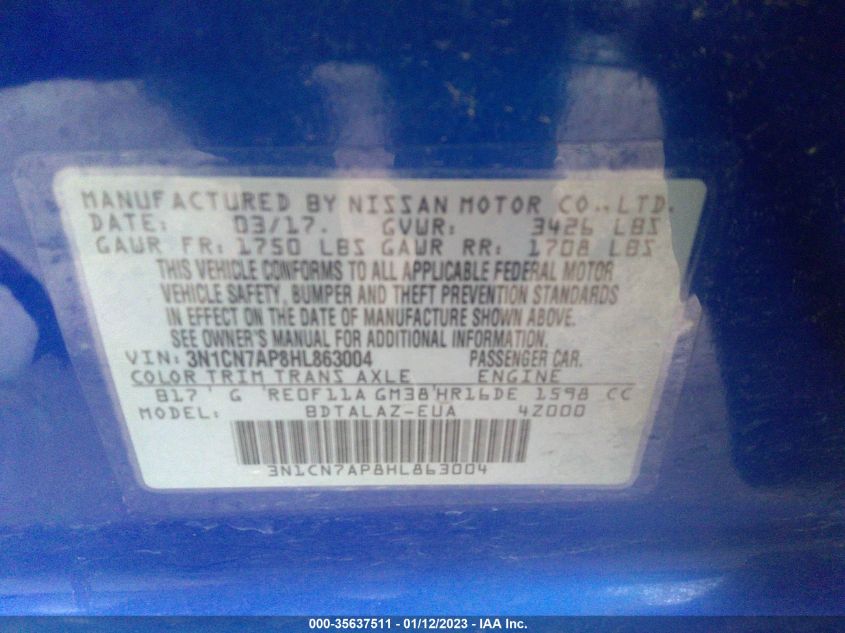 MANUFACTURED BY NISSAN MOTOR CO., LTD.
DATE: 03/17. GVWR: 3426 LBS
GAWR FR: 1750 LBS GAWR RR: 1708 LBS
THIS VEHICLE CONFORMS TO ALL APPLICABLE FEDERAL MOTOR
VEHICLE SAFETY, BUMPER AND THEFT PREVENTION STANDARDS
IN EFFECT ON THE DATE OF MANUFACTURE SHOWN ABOVE.
SEE OWNER'S MANUAL FOR ADDITIONAL INFORMATION.
VIN: 3N1CN7AP8HL863004 PASSENGER CAR.
COLOR TRIM TRANS AXLE ENGINE
B17' G 'RE0F11A GM38'HR16DE 1598 CC
MODEL: BDTALAZ-EUA 4Z000
3N1CN7AP8HL863004
000-35637511 - 01/12/2023 - IAA Inc.